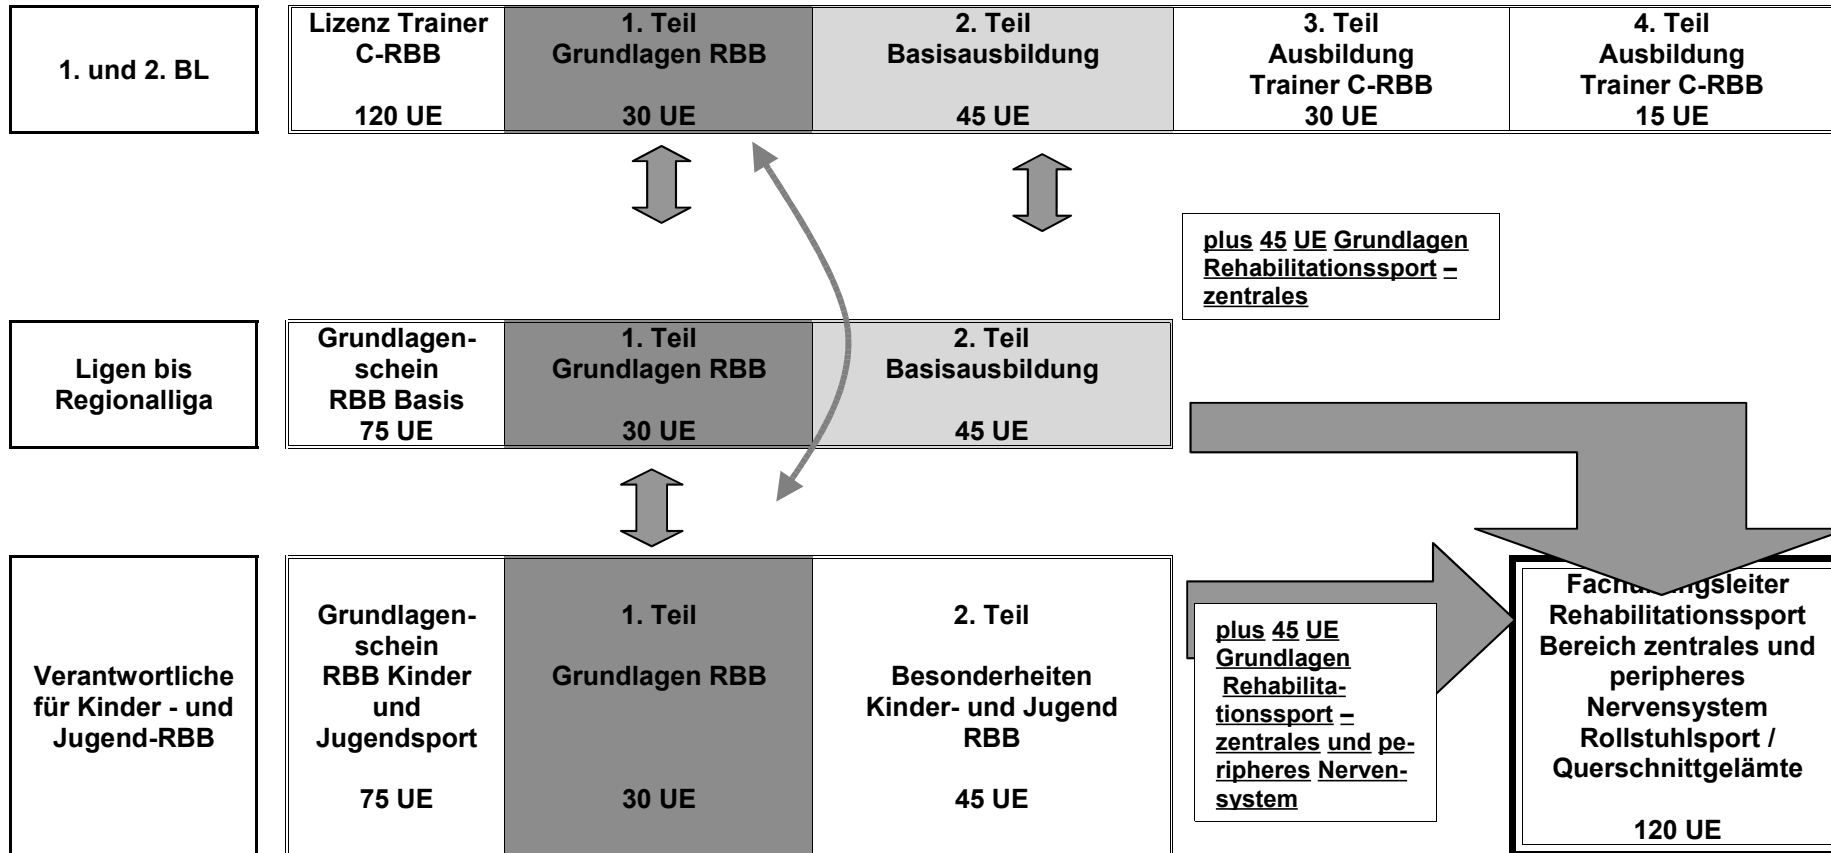 1. und 2. BL
Lizenz Trainer
C-RBB
120 UE
1. Teil
Grundlagen RBB
30 UE
2. Teil
Basisausbildung
45 UE
3. Teil
Ausbildung
Trainer C-RBB
30 UE
4. Teil
Ausbildung
Trainer C-RBB
15 UE
plus 45 UE Grundlagen
Rehabilitationssport –
zentrales
Ligen bis
Regionalliga
Grundlagen-
schein
RBB Basis
75 UE
1. Teil
Grundlagen RBB
30 UE
2. Teil
Basisausbildung
45 UE
Verantwortliche
für Kinder - und
Jugend-RBB
Grundlagen-
schein
RBB Kinder
und
Jugendsport
75 UE
1. Teil
Grundlagen RBB
30 UE
2. Teil
Besonderheiten
Kinder- und Jugend
RBB
45 UE
plus 45 UE
Grundlagen
Rehabilita-
tionssport –
zentrales und pe-
ripheres Nerven-
system
Rehabilitationssport
Bereich zentrales und
peripheres
Nervensystem
Rollstuhlsport /
Querschnittgelämte
120 UE